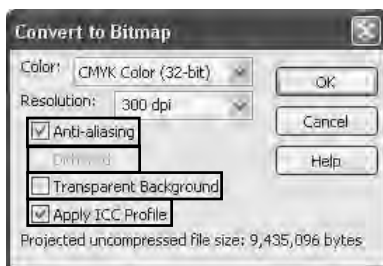 Convert to Bitmap
Color: CMYK Color (32-bit)
OK
Resolution: 300 dpi
Anti-aliasing
Cancel
Dithered
Help
Transparent Background
Apply ICC Profile
Projected uncompressed file size: 9,435,096 bytes